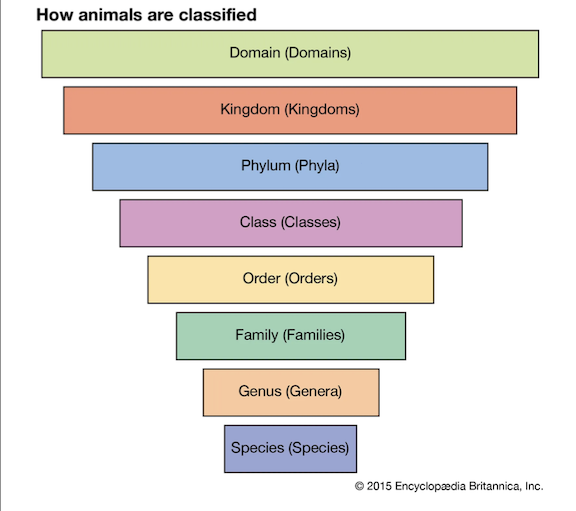 How animals are classified
Domain (Domains)
Kingdom (Kingdoms)
Phylum (Phyla)
Class (Classes)
Order (Orders)
Family (Families)
Genus (Genera)
Species (Species)
© 2015 Encyclopædia Britannica, Inc.